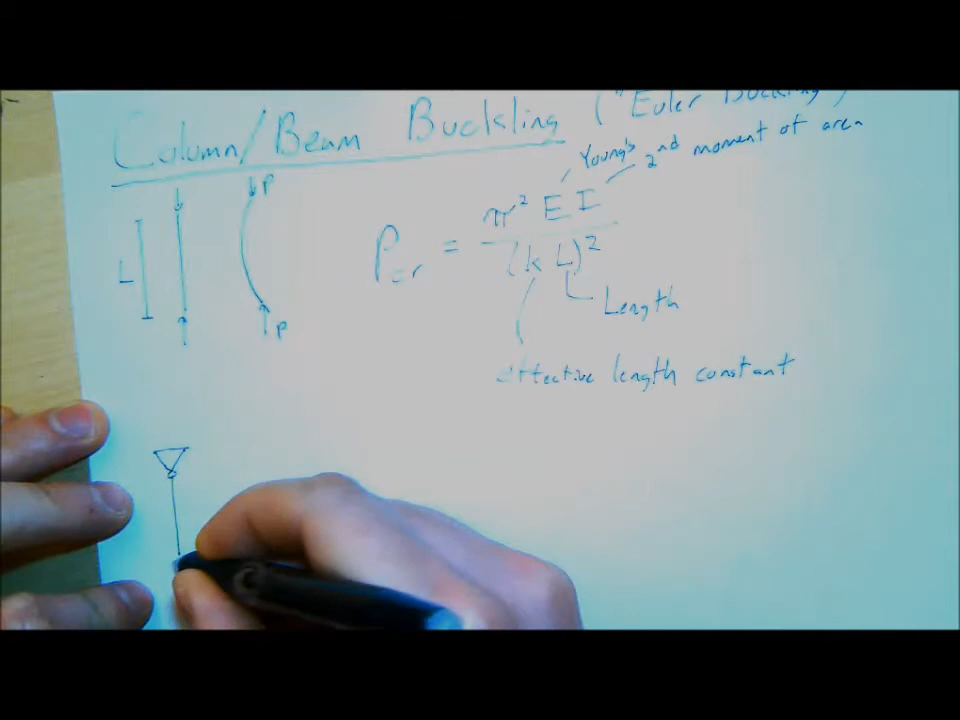 Column/Beam Buckling ("Euler Buckling")
Young's
2nd moment of area
P
L
Pcr = π² E I / (k L)²
Length
P
effective length constant